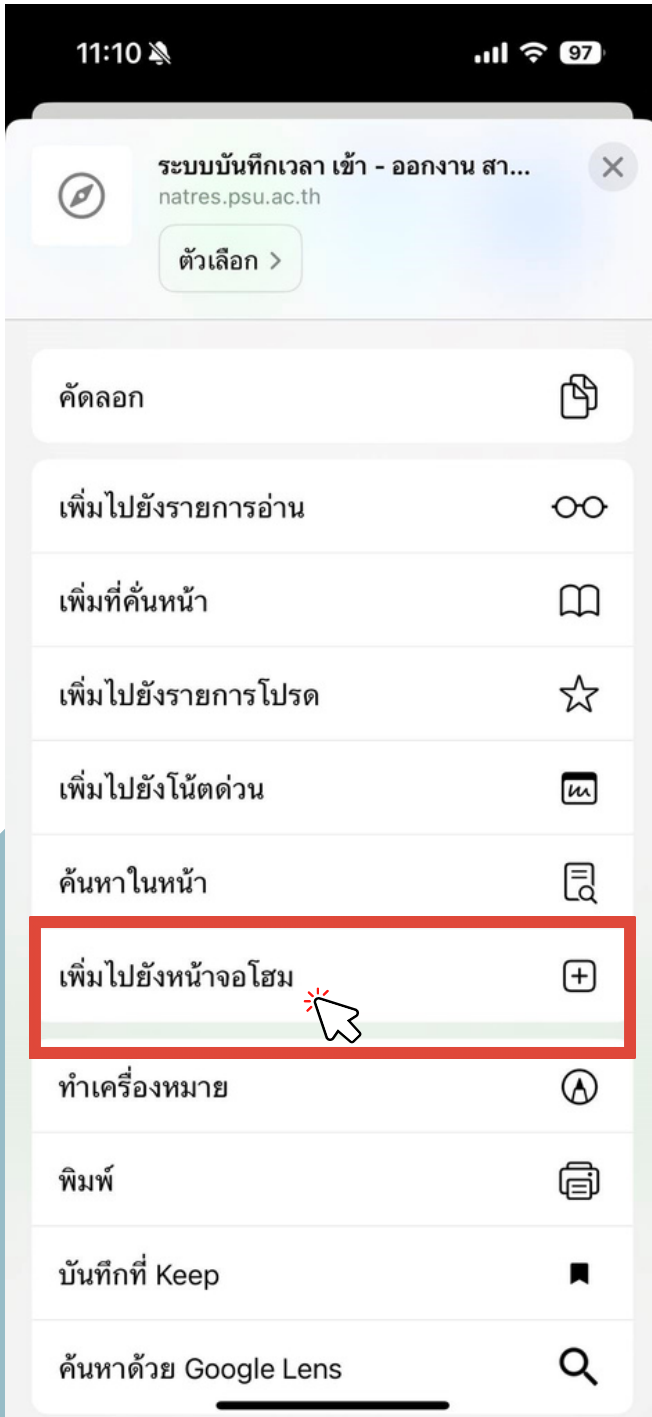 11:10
97
ระบบบันทึกเวลา เข้า - ออกงาน สา...
natres.psu.ac.th
ตัวเลือก >
คัดลอก
เพิ่มไปยังรายการอ่าน
เพิ่มที่คั่นหน้า
เพิ่มไปยังรายการโปรด
เพิ่มไปยังโน้ตด่วน
ค้นหาในหน้า
เพิ่มไปยังหน้าจอโฮม
ทำเครื่องหมาย
พิมพ์
บันทึกที่ Keep
ค้นหาด้วย Google Lens